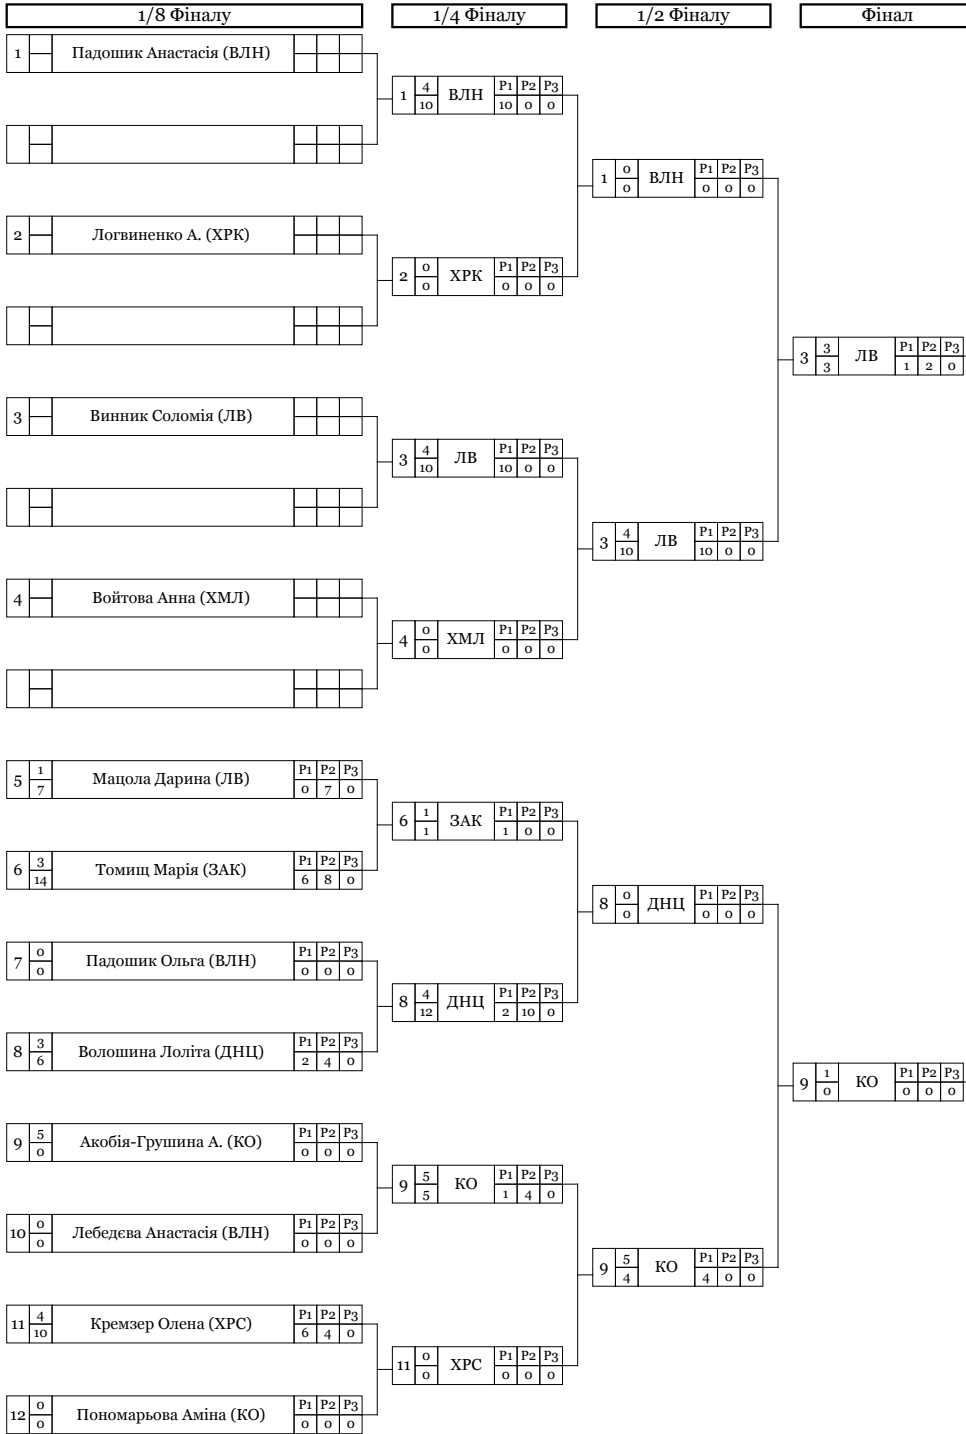 1/8 Фіналу 1/4 Фіналу 1/2 Фіналу Фінал
1 Падошик Анастасія (ВЛН)
1 4 10 ВЛН P1 P2 P3 10 0 0
1 0 0 ВЛН P1 P2 P3 0 0 0
2 Логвиненко А. (ХРК)
2 0 0 ХРК P1 P2 P3 0 0 0
3 3 3 ЛВ P1 P2 P3 1 2 0
3 Винник Соломія (ЛВ)
3 4 10 ЛВ P1 P2 P3 10 0 0
3 4 10 ЛВ P1 P2 P3 10 0 0
4 Войтова Анна (ХМЛ)
4 0 0 ХМЛ P1 P2 P3 0 0 0
5 1 7 Мацола Дарина (ЛВ) P1 P2 P3 0 7 0
6 1 1 ЗАК P1 P2 P3 1 0 0
6 3 14 Томищ Марія (ЗАК) P1 P2 P3 6 8 0
8 0 0 ДНЦ P1 P2 P3 0 0 0
7 0 0 Падошик Ольга (ВЛН) P1 P2 P3 0 0 0
8 4 12 ДНЦ P1 P2 P3 2 10 0
8 3 6 Волошина Лоліта (ДНЦ) P1 P2 P3 2 4 0
9 1 0 КО P1 P2 P3 0 0 0
9 5 0 Акобія-Грушина А. (КО) P1 P2 P3 0 0 0
9 5 5 КО P1 P2 P3 1 4 0
10 0 0 Лебедєва Анастасія (ВЛН) P1 P2 P3 0 0 0
9 5 4 КО P1 P2 P3 4 0 0
11 4 10 Кремзер Олена (ХРС) P1 P2 P3 6 4 0
11 0 0 ХРС P1 P2 P3 0 0 0
12 0 0 Пономарьова Аміна (КО) P1 P2 P3 0 0 0